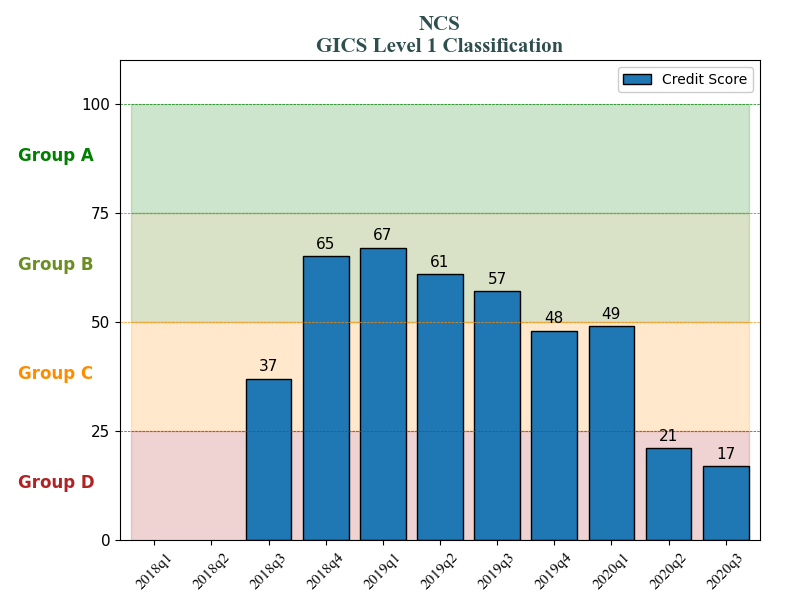 NCS
GICS Level 1 Classification
Credit Score
100
Group A
75
67
65
Group B
61
57
50
49
48
37
Group C
25
21
17
Group D
0
2018q1 2018q2 2018q3 2018q4 2019q1 2019q2 2019q3 2019q4 2020q1 2020q2 2020q3